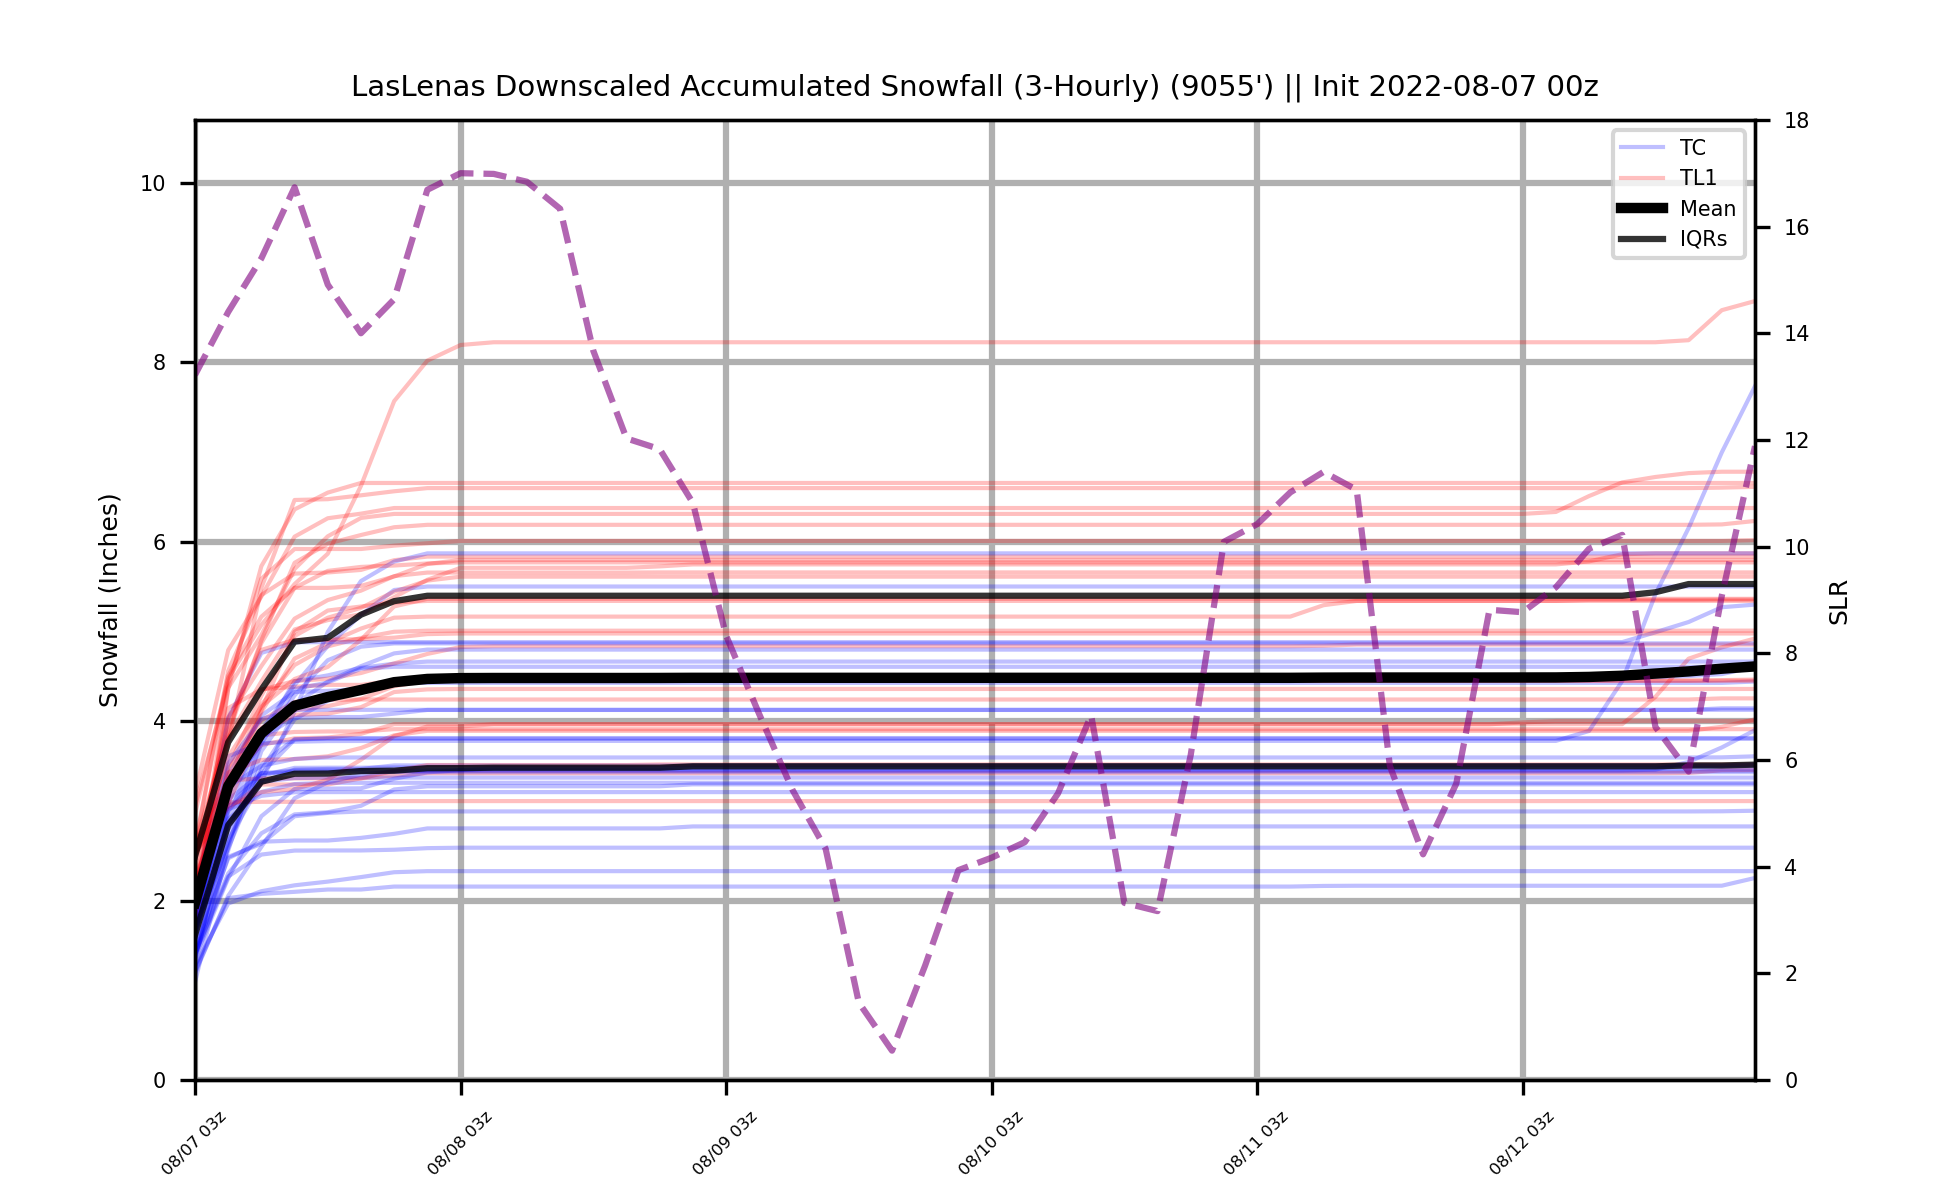 LasLenas Downscaled Accumulated Snowfall (3-Hourly) (9055') || Init 2022-08-07 00z
TC
TL1
Mean
IQRs
Snowfall (Inches)
10
8
6
4
2
0
SLR
18
16
14
12
10
8
6
4
2
0
08/07 03z
08/08 03z
08/09 03z
08/10 03z
08/11 03z
08/12 03z